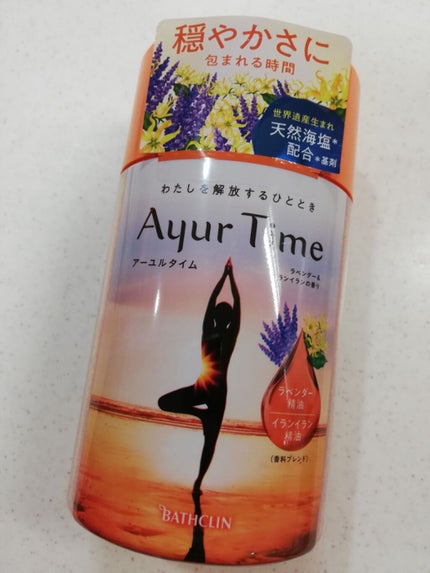 穏やかさに
包まれる時間
世界遺産生まれ
天然海塩*
配合 *基剤
わたしを解放するひととき
Ayur Time
アーユルタイム
ラベンダー&
イランイランの香り
ラベンダー
精油
イランイラン
精油
(香料ブレンド)
BATHCLIN